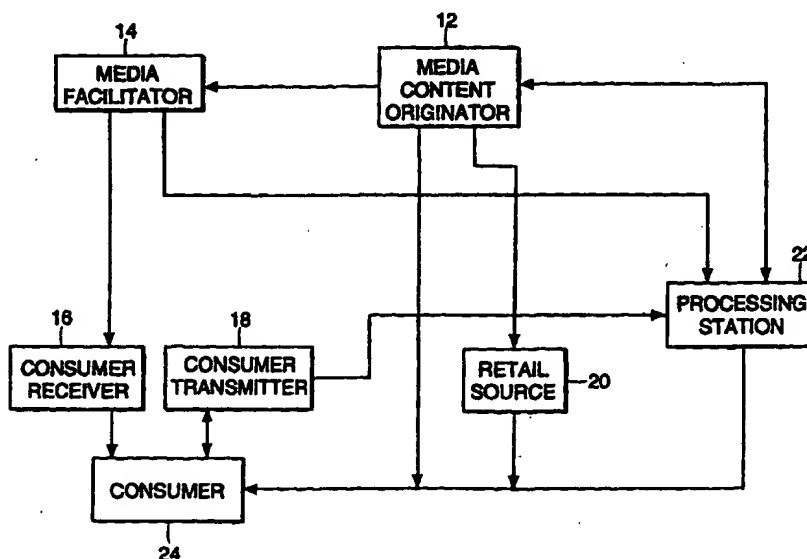 14
MEDIA
FACILITATOR
12
MEDIA
CONTENT
ORIGINATOR
22
PROCESSING
STATION
16
CONSUMER
RECEIVER
18
CONSUMER
TRANSMITTER
RETAIL
SOURCE
20
CONSUMER
24